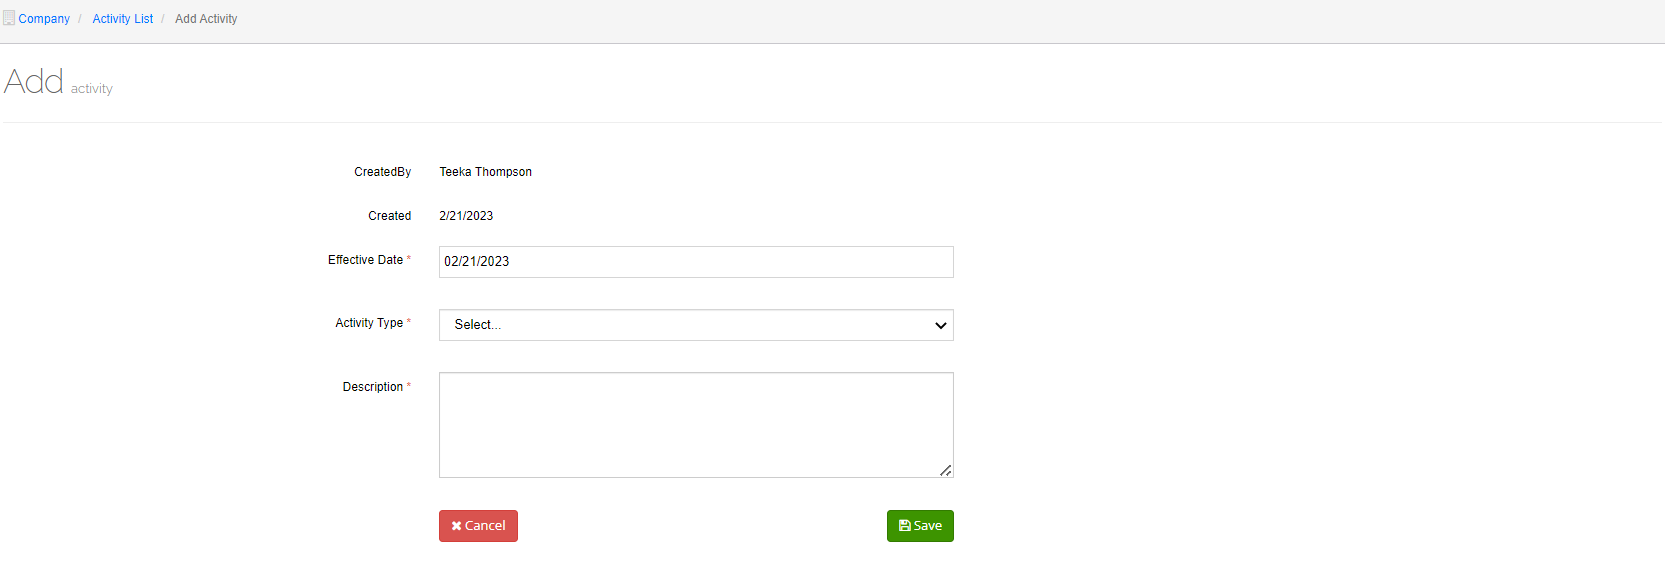 Company / Activity List / Add Activity
Add activity
CreatedBy Teeka Thompson
Created 2/21/2023
Effective Date * 02/21/2023
Activity Type * Select...
Description *
Cancel Save